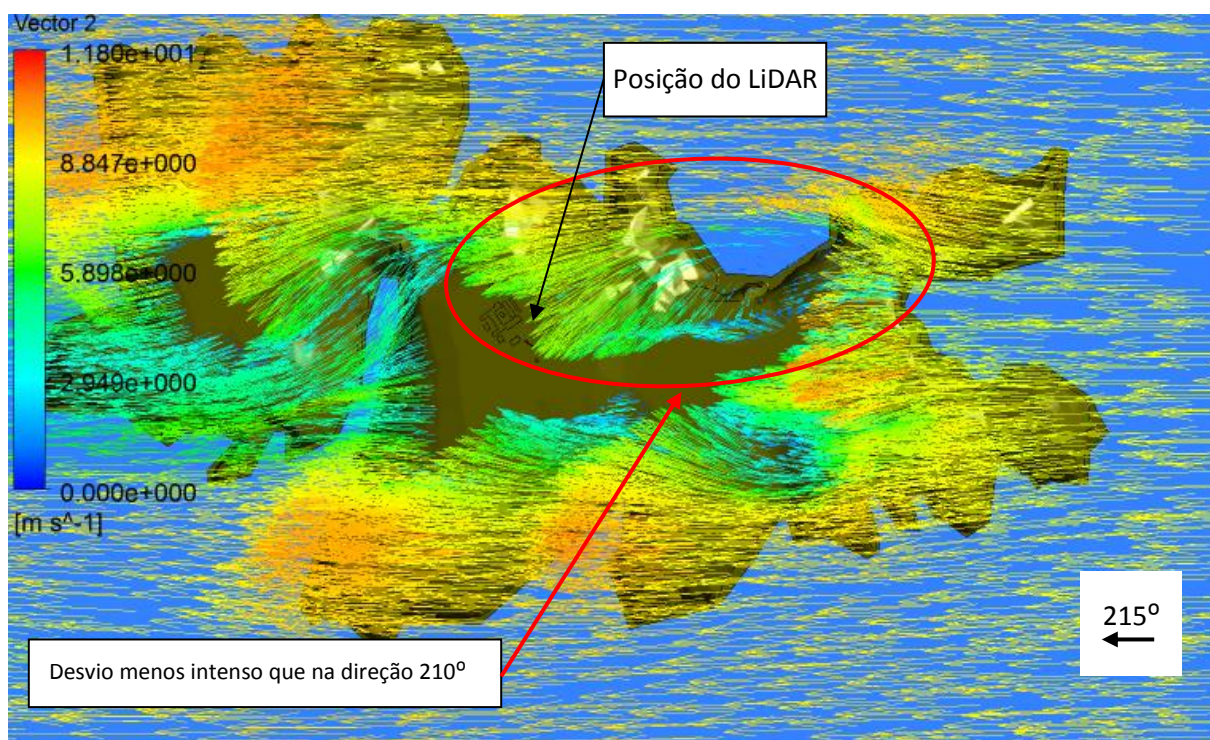 Vector 2
1.180e+001
8.847e+000
5.898e+000
2.949e+000
0.000e+000
[m s^-1]
Posição do LiDAR
215º
Desvio menos intenso que na direção 210º